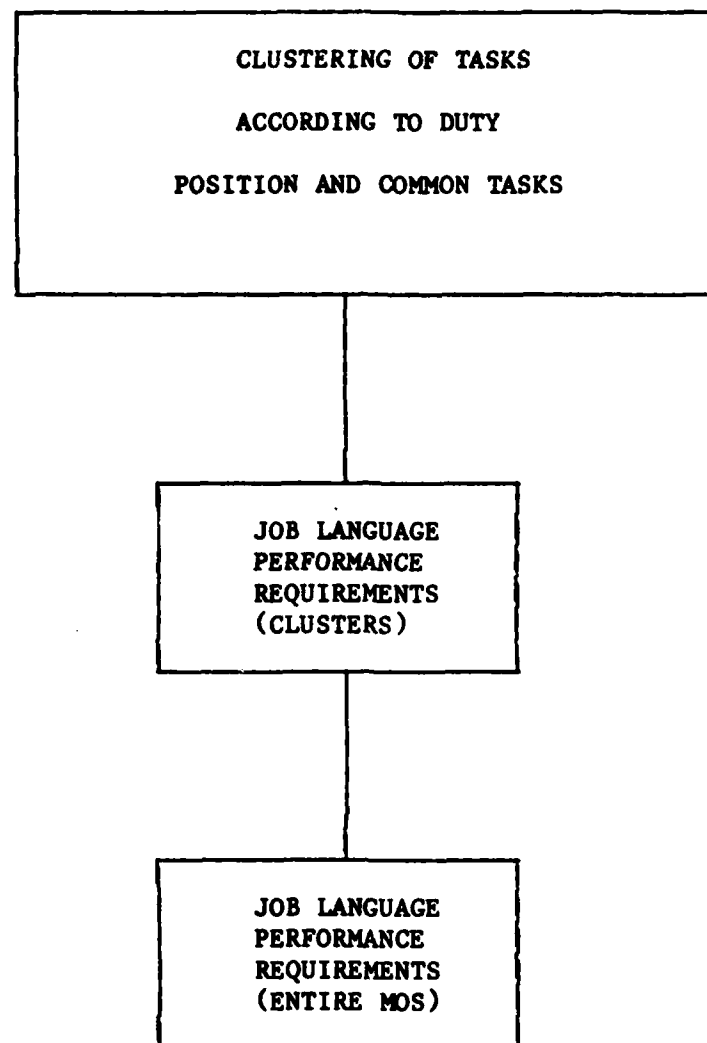 CLUSTERING OF TASKS
ACCORDING TO DUTY
POSITION AND COMMON TASKS
JOB LANGUAGE
PERFORMANCE
REQUIREMENTS
(CLUSTERS)
JOB LANGUAGE
PERFORMANCE
REQUIREMENTS
(ENTIRE MOS)